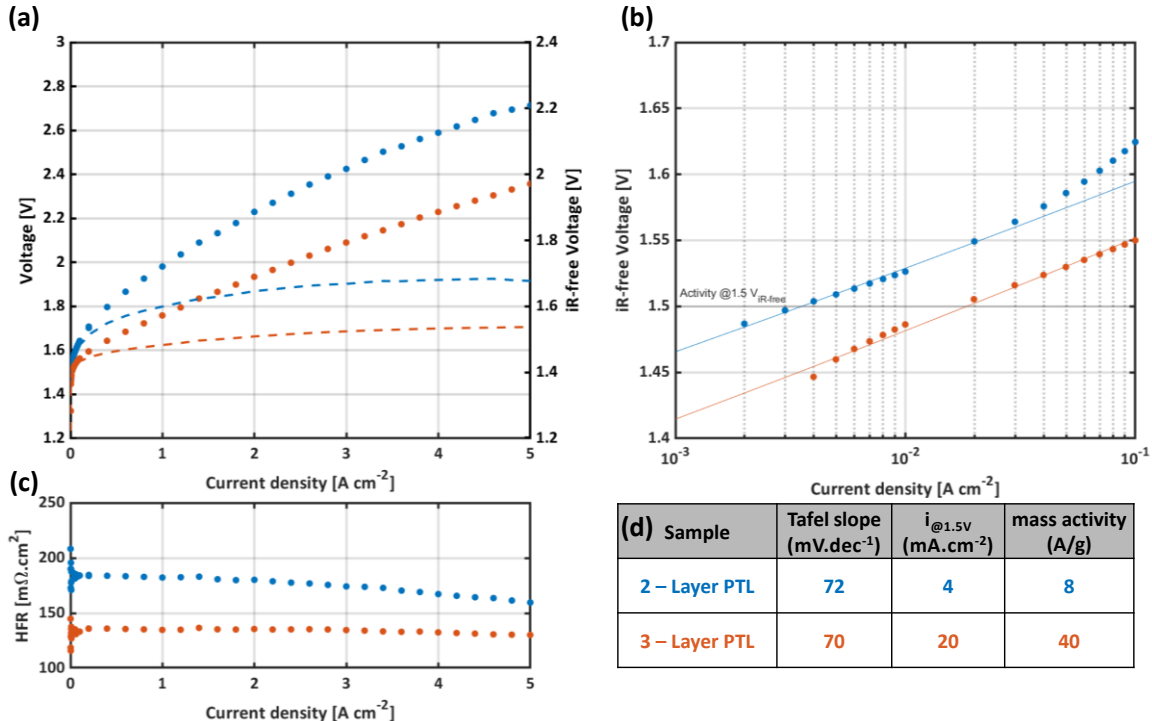 (a)
3
2.8
2.6
2.4
2.2
2
1.8
1.6
1.4
1.2
Voltage [V]
2.4
2.2
2
1.8
1.6
1.4
1.2
iR-free Voltage [V]
0 1 2 3 4 5
Current density [A cm⁻²]
(b)
1.7
1.65
1.6
1.55
1.5
1.45
1.4
iR-free Voltage [V]
Activity @1.5 V iR-free
10⁻³ 10⁻² 10⁻¹
Current density [A cm⁻²]
(c)
250
200
150
100
HFR [mΩ.cm²]
0 1 2 3 4 5
Current density [A cm⁻²]
(d) Sample Tafel slope (mV.dec⁻¹) i@1.5V (mA.cm⁻²) mass activity (A/g)
2 – Layer PTL 72 4 8
3 – Layer PTL 70 20 40